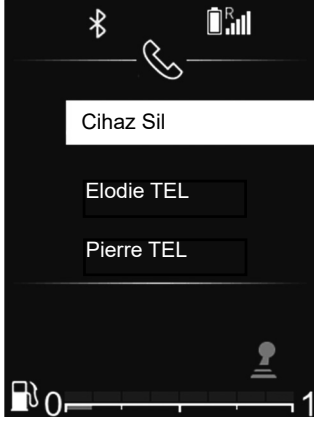 R
Cihaz Sil
Elodie TEL
Pierre TEL
0 1